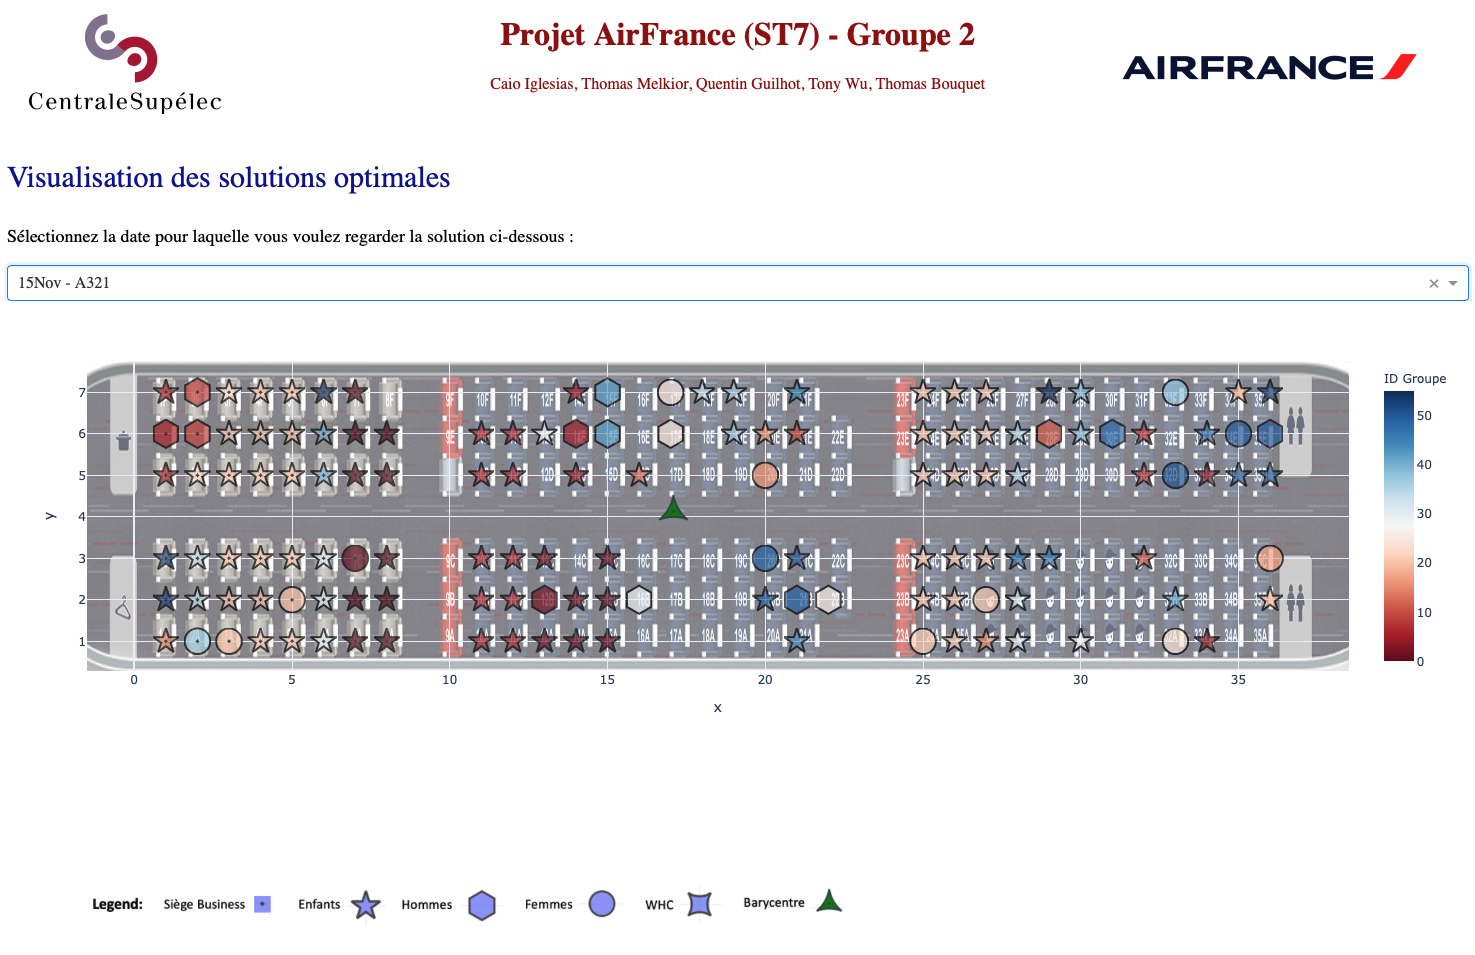 Projet AirFrance (ST7) - Groupe 2
Caio Iglesias, Thomas Melkior, Quentin Guilhot, Tony Wu, Thomas Bouquet
CentraleSupélec
AIRFRANCE
Visualisation des solutions optimales
Sélectionnez la date pour laquelle vous voulez regarder la solution ci-dessous :
15Nov - A321
ID Groupe
50
40
30
20
10
0
7
6
5
4
3
2
1
y
8F 9F 10F 11F 12F 16F 20F 23F 27F 30F 31F
9E 16E 18E 22E 23E 32E
12D 15D 17D 18D 19D 21D 22D 28D 29D 30D
9C 14C 16C 17C 18C 19C 22C 23C 32C 33C 34C
9B 17B 18B 19B 23B 33B 34B
9A 16A 17A 18A 19A 20A 23A 34A 35A
0 5 10 15 20 25 30 35
x
Legend: Siège Business Enfants Hommes Femmes WHC Barycentre